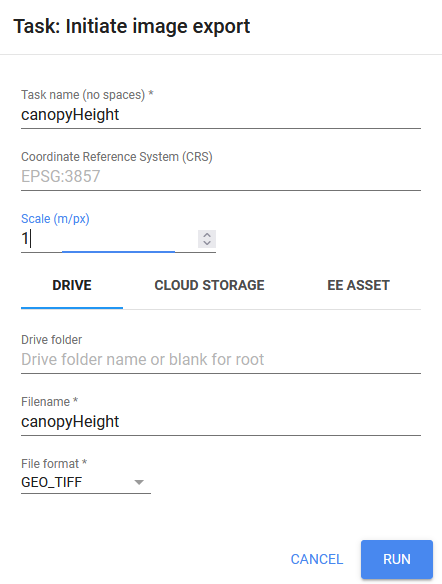 Task: Initiate image export
Task name (no spaces) *
canopyHeight
Coordinate Reference System (CRS)
EPSG:3857
Scale (m/px)
1
DRIVE CLOUD STORAGE EE ASSET
Drive folder
Drive folder name or blank for root
Filename *
canopyHeight
File format *
GEO_TIFF
CANCEL RUN